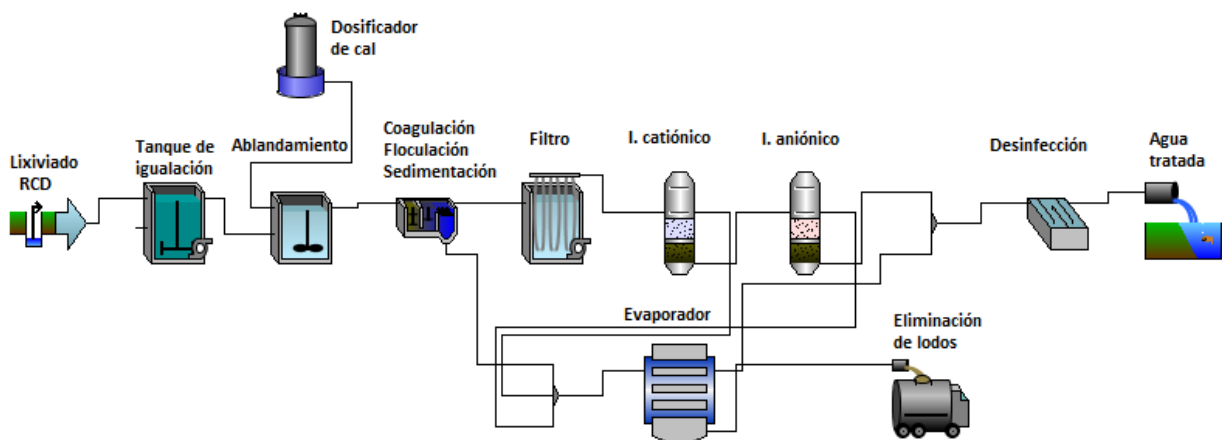 Dosificador
de cal
Lixiviado
RCD
Tanque de
igualación
Ablandamiento
Coagulación
Floculación
Sedimentación
Filtro
I. catiónico
I. aniónico
Desinfección
Agua
tratada
Evaporador
Eliminación
de lodos